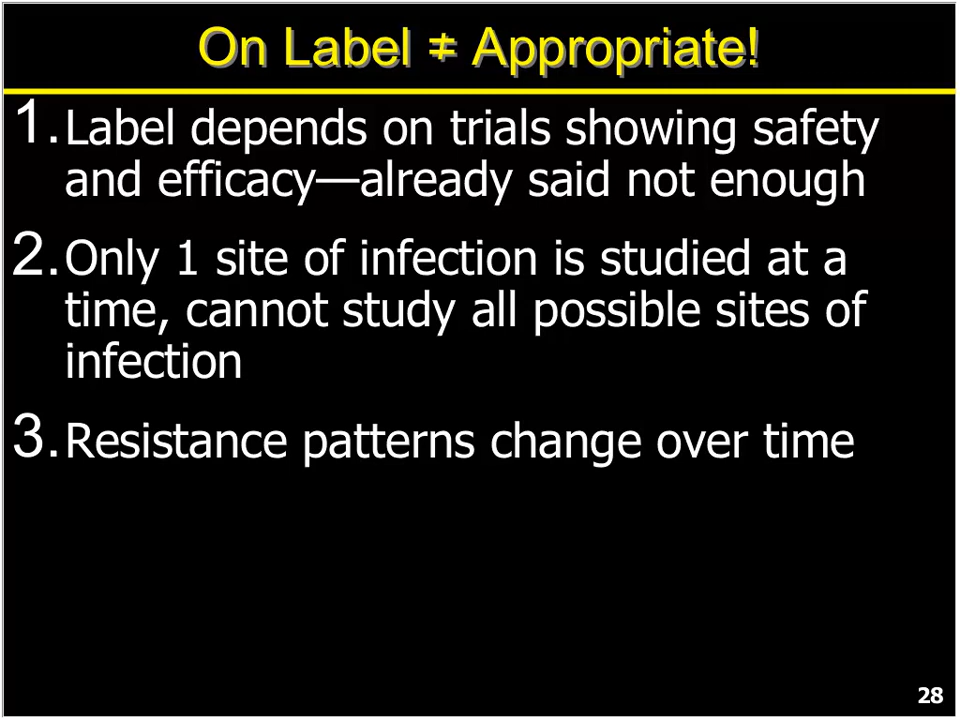 On Label ≠ Appropriate!
1. Label depends on trials showing safety
and efficacy—already said not enough
2. Only 1 site of infection is studied at a
time, cannot study all possible sites of
infection
3. Resistance patterns change over time
28